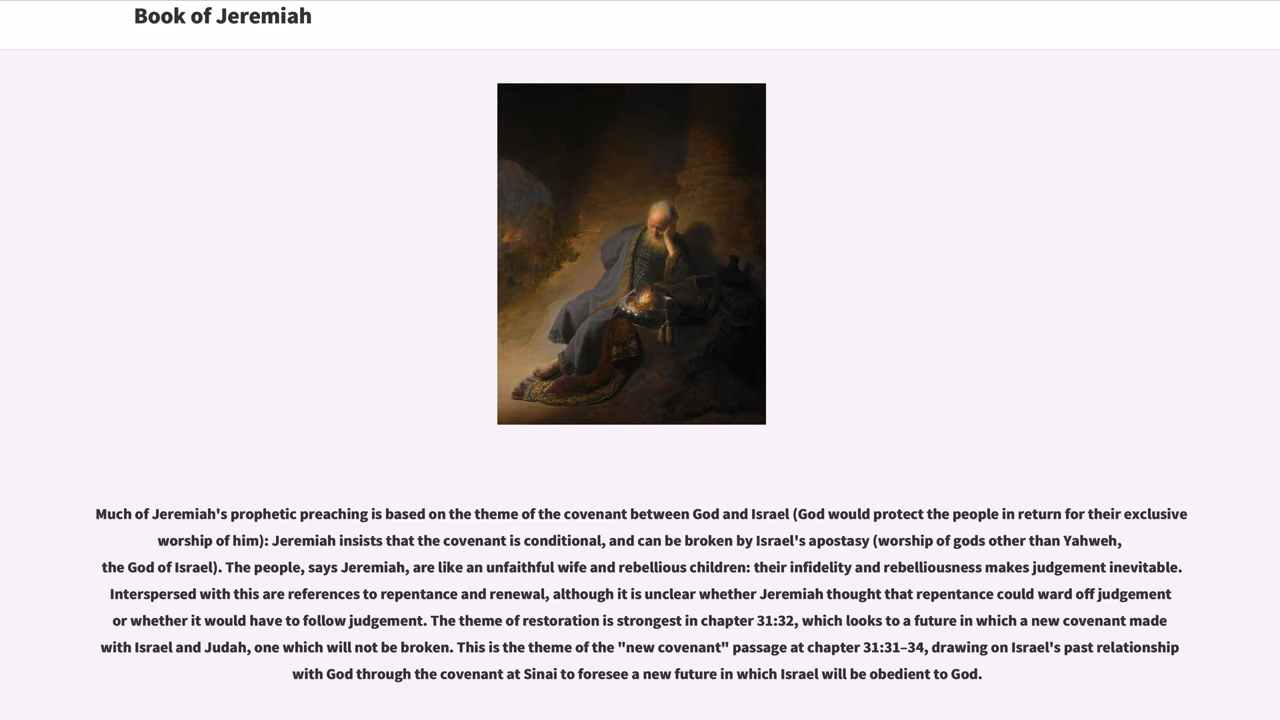 Book of Jeremiah
Much of Jeremiah's prophetic preaching is based on the theme of the covenant between God and Israel (God would protect the people in return for their exclusive
worship of him): Jeremiah insists that the covenant is conditional, and can be broken by Israel's apostasy (worship of gods other than Yahweh,
the God of Israel). The people, says Jeremiah, are like an unfaithful wife and rebellious children: their infidelity and rebelliousness makes judgement inevitable.
Interspersed with this are references to repentance and renewal, although it is unclear whether Jeremiah thought that repentance could ward off judgement
or whether it would have to follow judgement. The theme of restoration is strongest in chapter 31:32, which looks to a future in which a new covenant made
with Israel and Judah, one which will not be broken. This is the theme of the "new covenant" passage at chapter 31:31–34, drawing on Israel's past relationship
with God through the covenant at Sinai to foresee a new future in which Israel will be obedient to God.